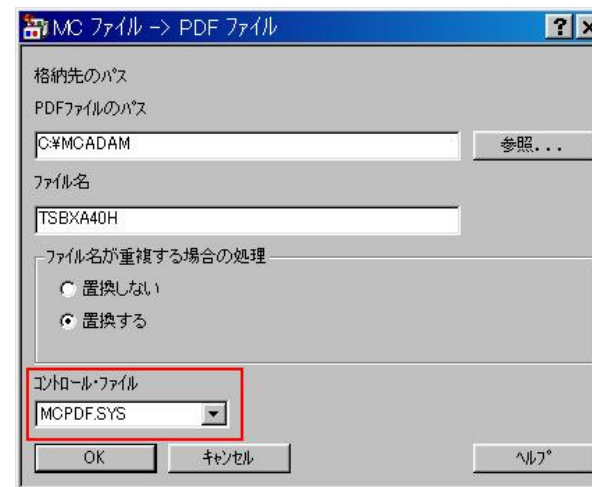 MC ファイル -> PDF ファイル
格納先のパス
PDFファイルのパス
C:¥MCADAM
参照...
ファイル名
TSBXA40H
ファイル名が重複する場合の処理
置換しない
置換する
コントロール・ファイル
MCPDF.SYS
OK
キャンセル
ヘルプ